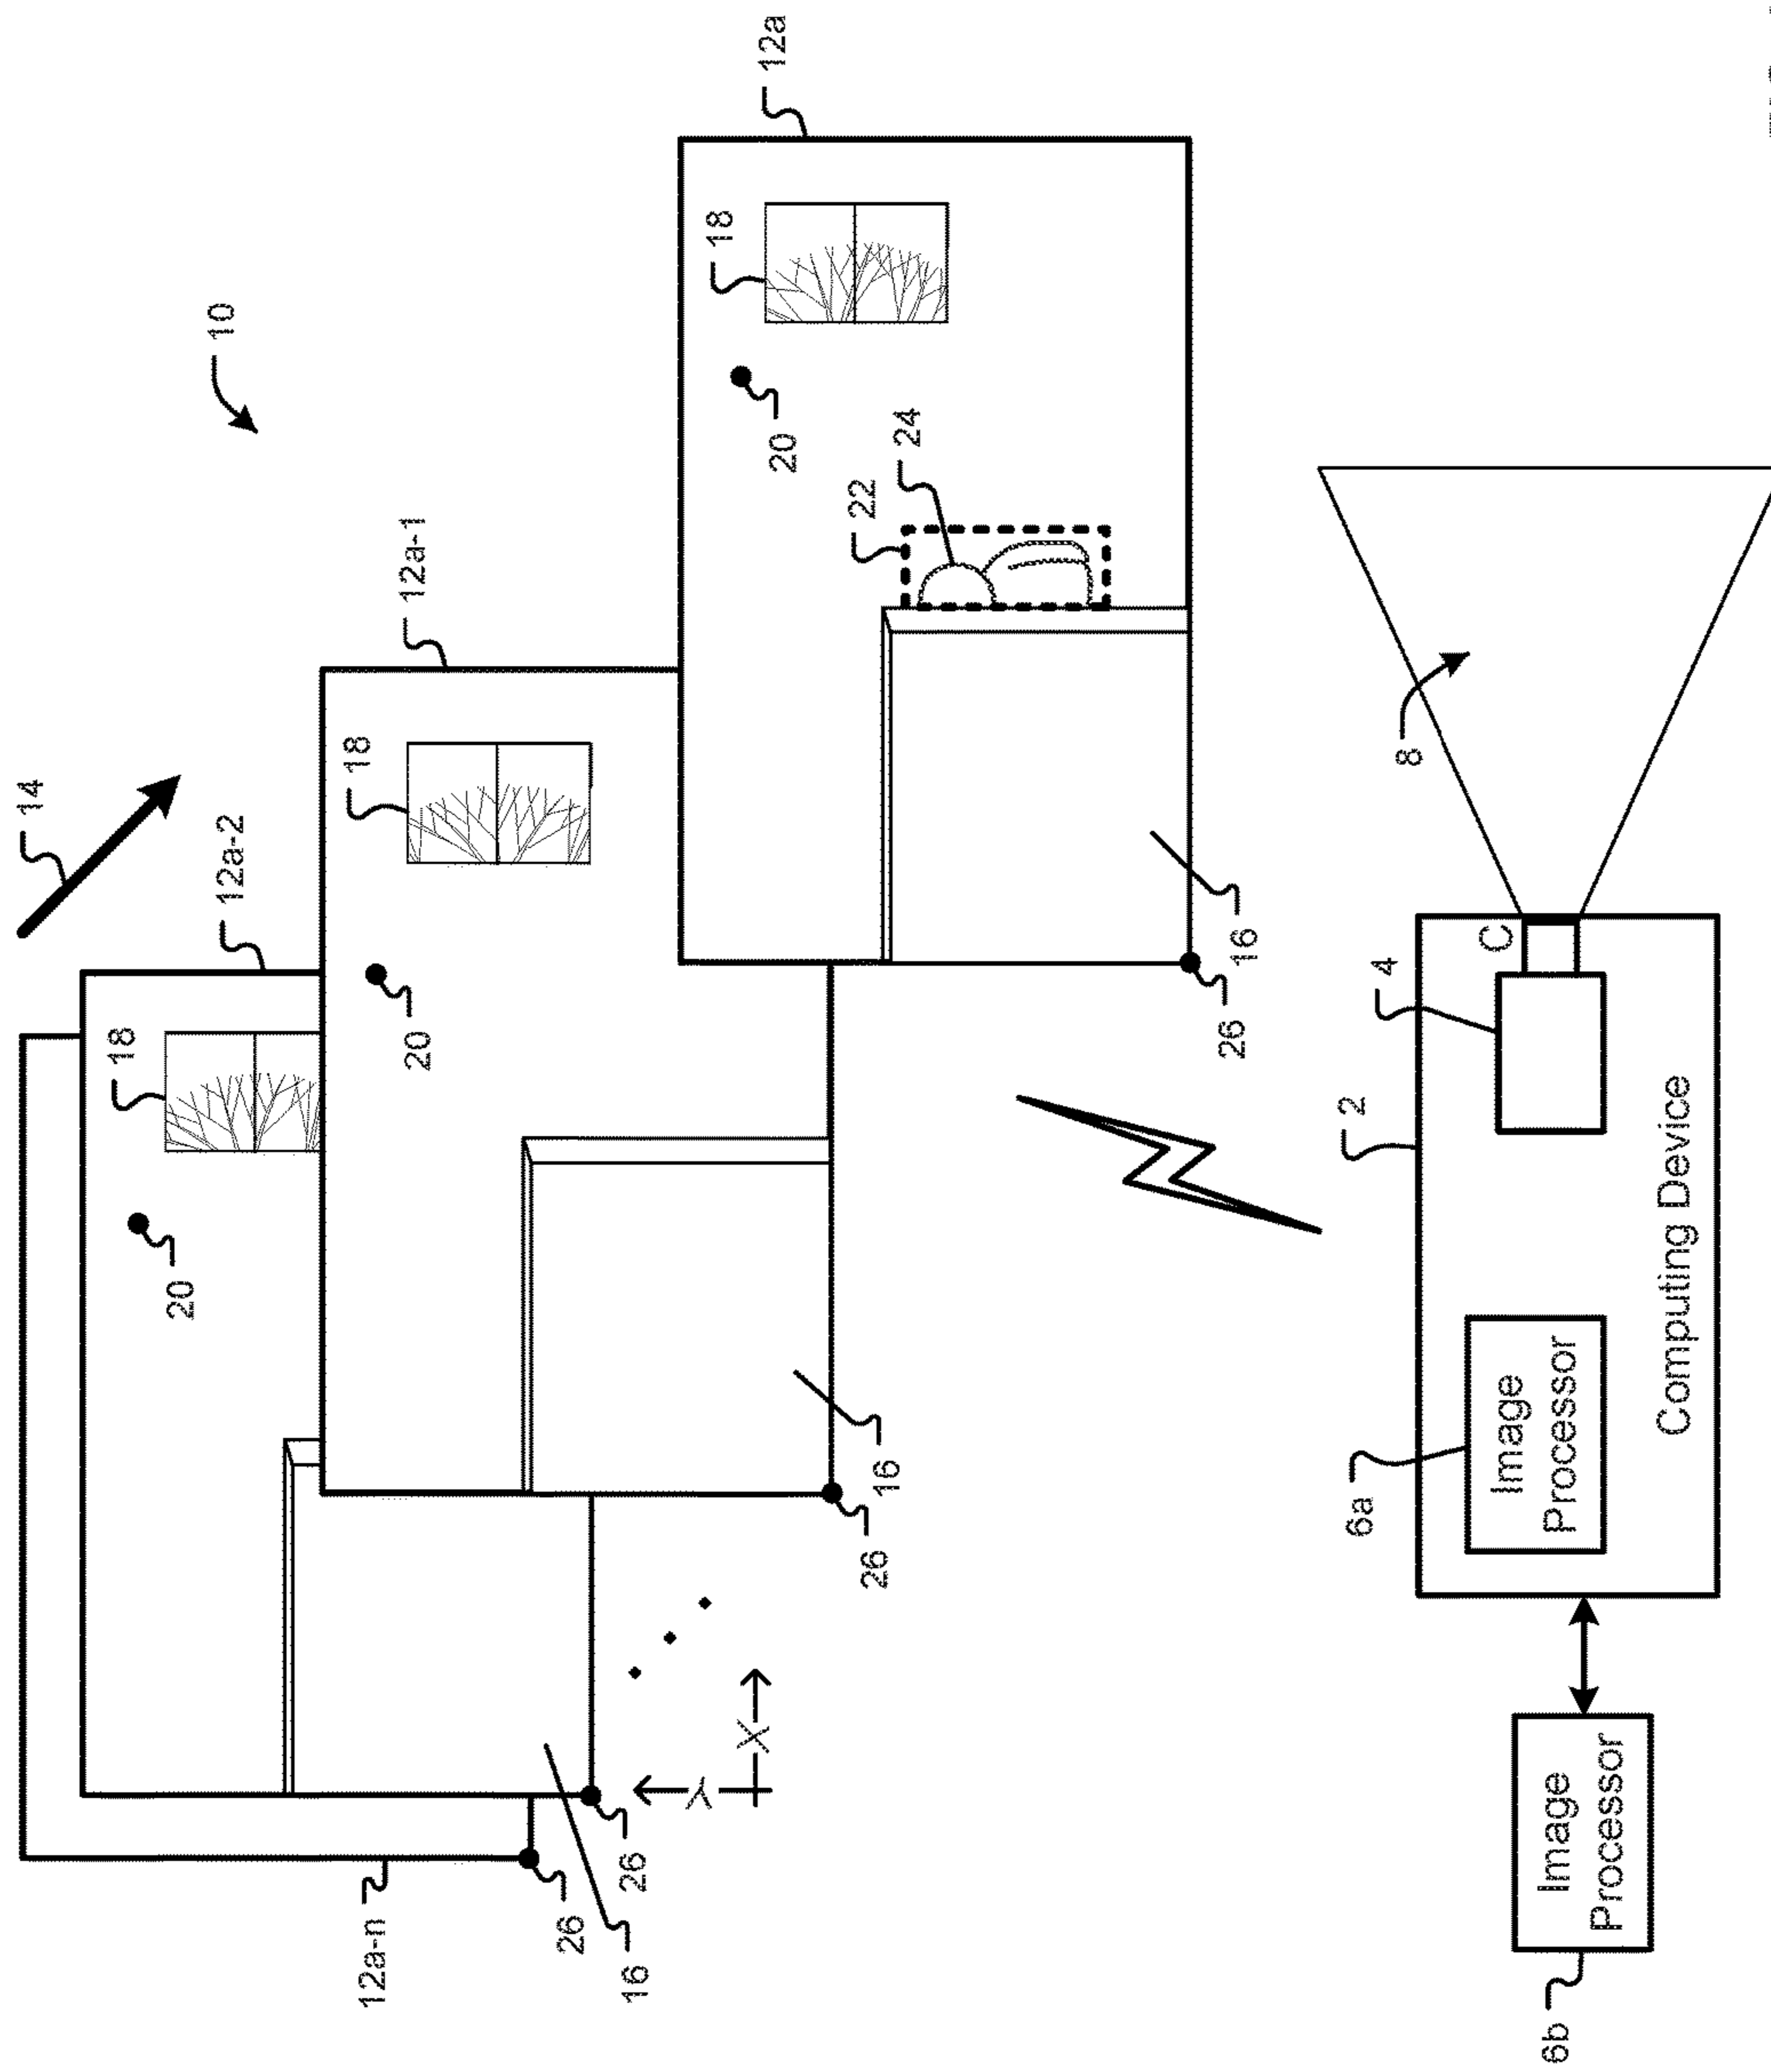 14
18
20
10
12a-2
18
12a-n
12a-1
20
26
16
26
Y
18
X
12a
20
22
26
16
24
26
16
2
6a
4
8
C
Image
Processor
6b
Image
Processor
Computing Device